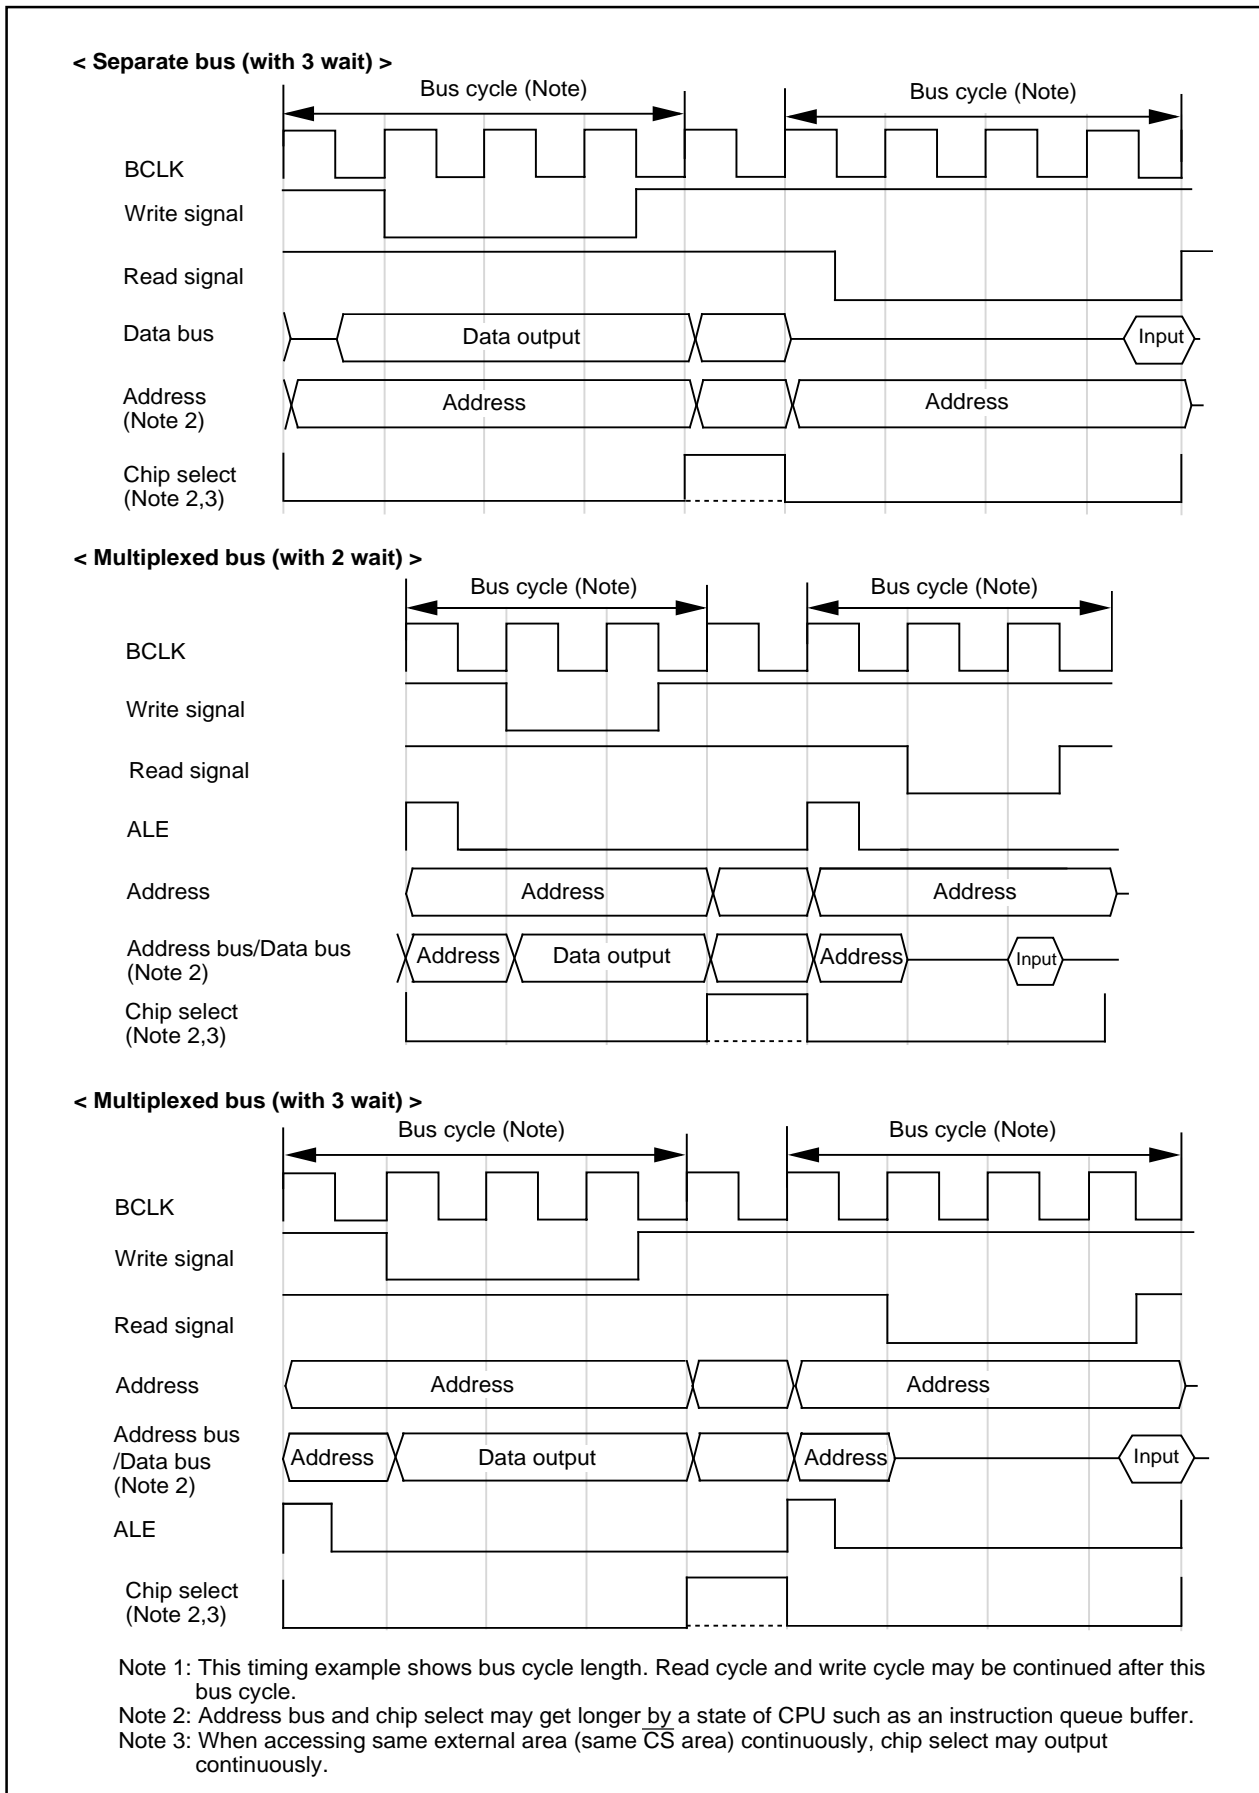 < Separate bus (with 3 wait) >
Bus cycle (Note)
Bus cycle (Note)
BCLK
Write signal
Read signal
Data bus
Data output
Input
Address
(Note 2)
Address
Address
Chip select
(Note 2,3)
< Multiplexed bus (with 2 wait) >
Bus cycle (Note)
Bus cycle (Note)
BCLK
Write signal
Read signal
ALE
Address
Address
Address
Address bus/Data bus
(Note 2)
Address
Data output
Address
Input
Chip select
(Note 2,3)
< Multiplexed bus (with 3 wait) >
Bus cycle (Note)
Bus cycle (Note)
BCLK
Write signal
Read signal
Address
Address
Address
Address bus
/Data bus
(Note 2)
Address
Data output
Address
Input
ALE
Chip select
(Note 2,3)
Note 1: This timing example shows bus cycle length. Read cycle and write cycle may be continued after this
bus cycle.
Note 2: Address bus and chip select may get longer by a state of CPU such as an instruction queue buffer.
Note 3: When accessing same external area (same C̅S̅ area) continuously, chip select may output
continuously.